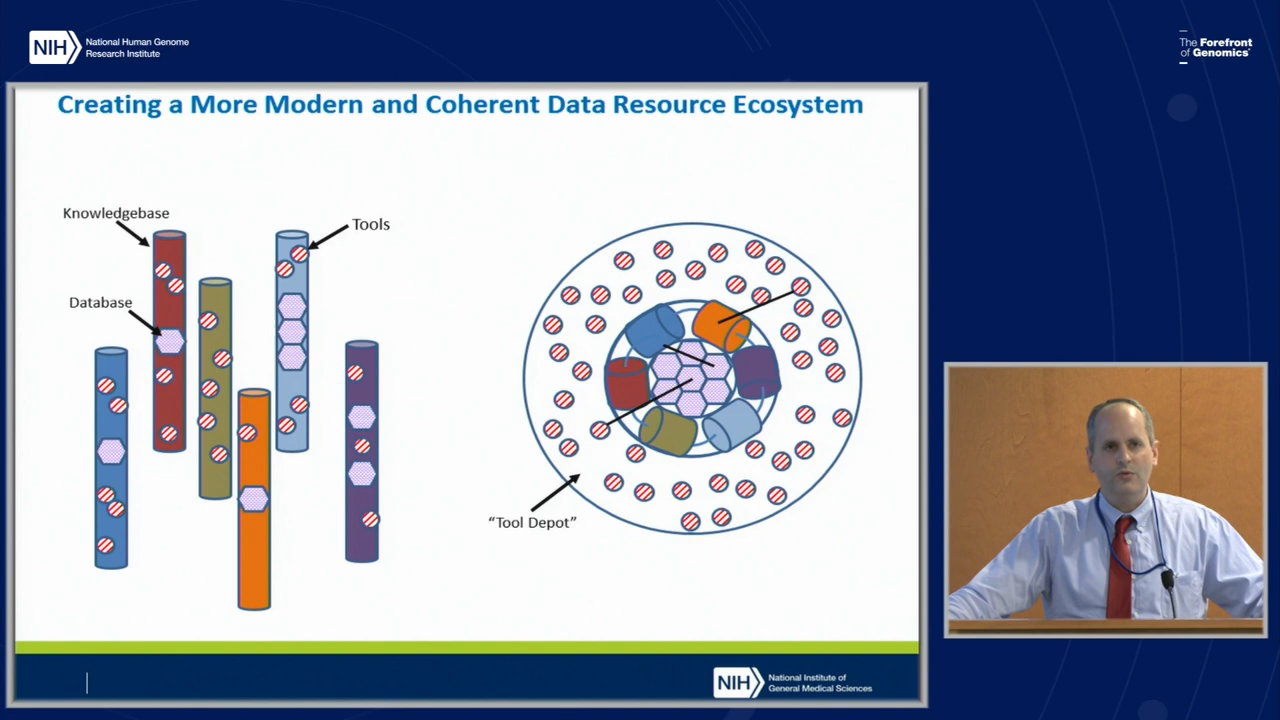 NIH
National Human Genome
Research Institute
The Forefront
of Genomics®
Creating a More Modern and Coherent Data Resource Ecosystem
Knowledgebase
Tools
Database
"Tool Depot"
NIH
National Institute of
General Medical Sciences